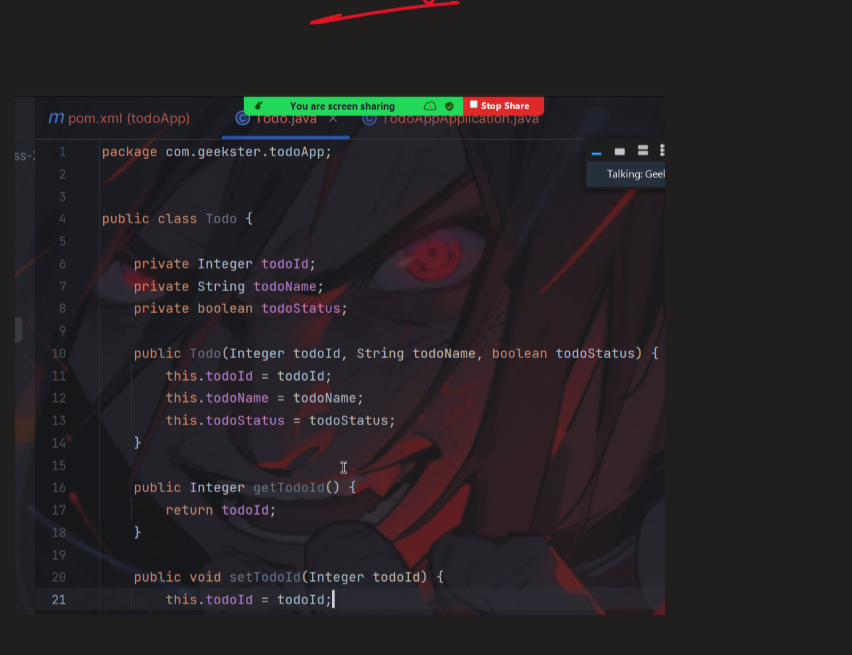 You are screen sharing
Stop Share
pom.xml (todoApp)
Todo.java
TodoAppApplication.java
Talking:
1 package com.geekster.todoApp;
2
3
4 public class Todo {
5
6 private Integer todoId;
7 private String todoName;
8 private boolean todoStatus;
9
10 public Todo(Integer todoId, String todoName, boolean todoStatus) {
11 this.todoId = todoId;
12 this.todoName = todoName;
13 this.todoStatus = todoStatus;
14 }
15
16 public Integer getTodoId() {
17 return todoId;
18 }
19
20 public void setTodoId(Integer todoId) {
21 this.todoId = todoId;